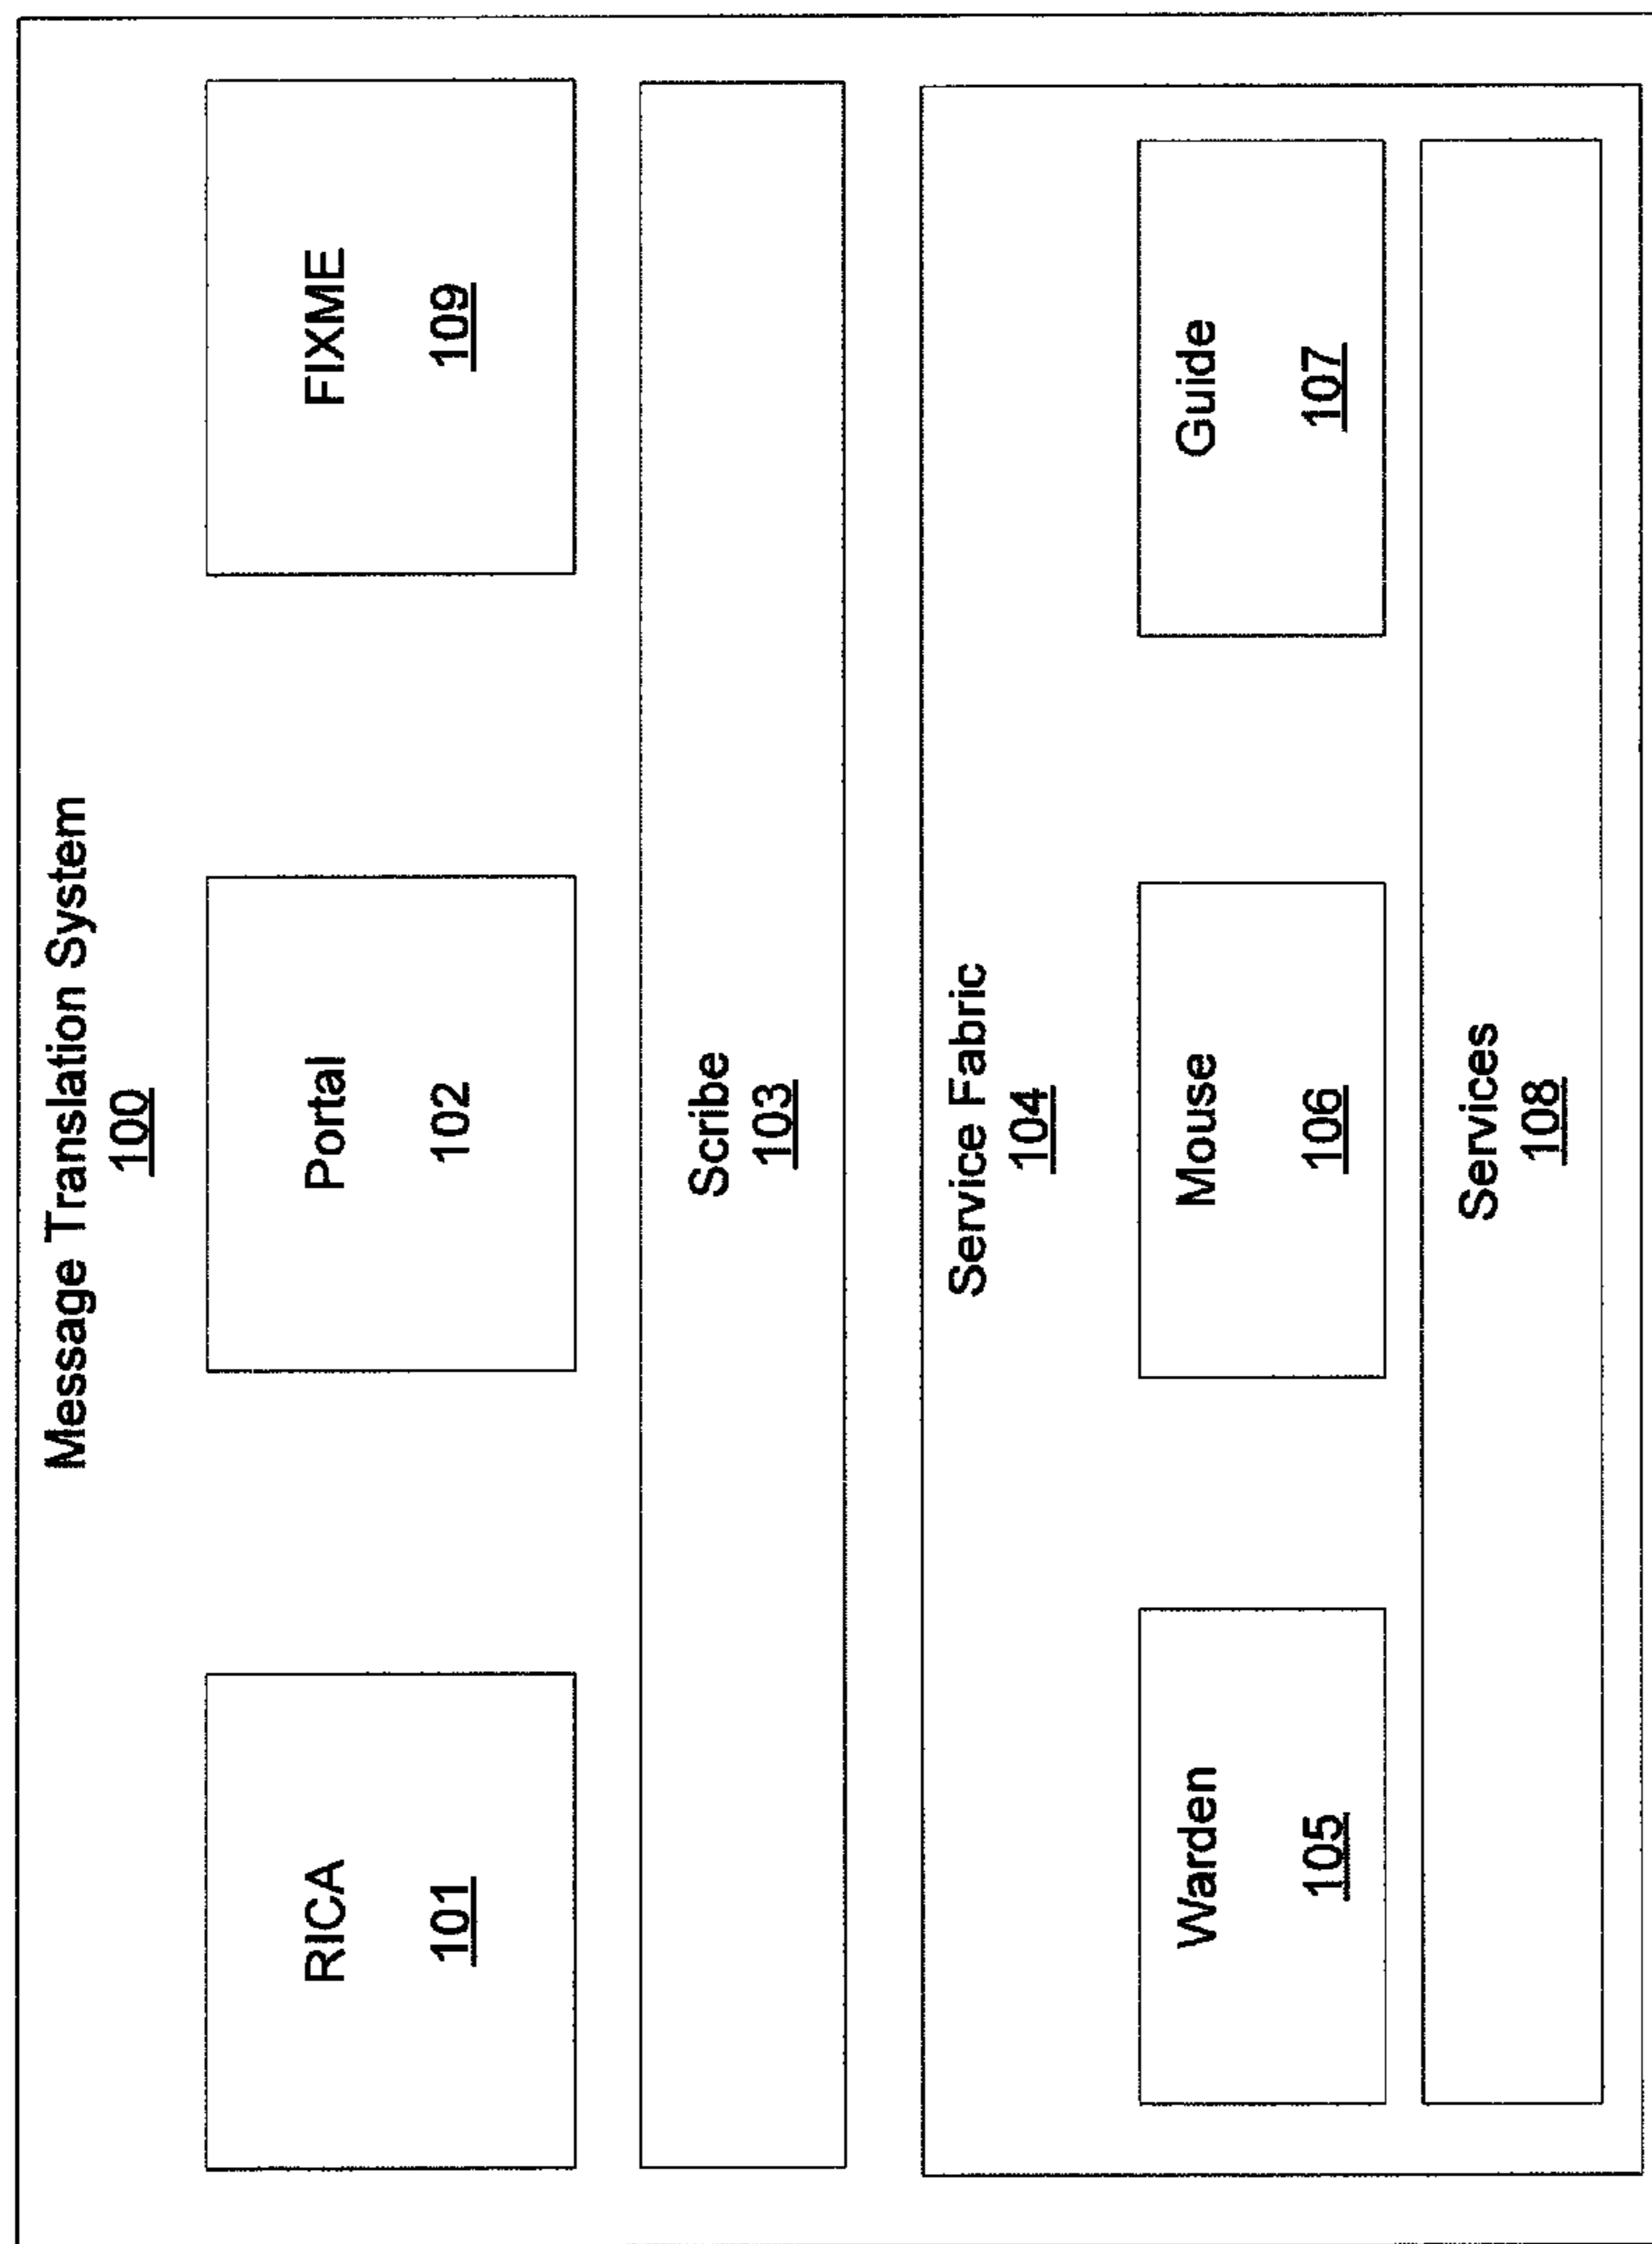 Message Translation System
100
RICA
101
Portal
102
FIXME
109
Scribe
103
Service Fabric
104
Warden
105
Mouse
106
Guide
107
Services
108